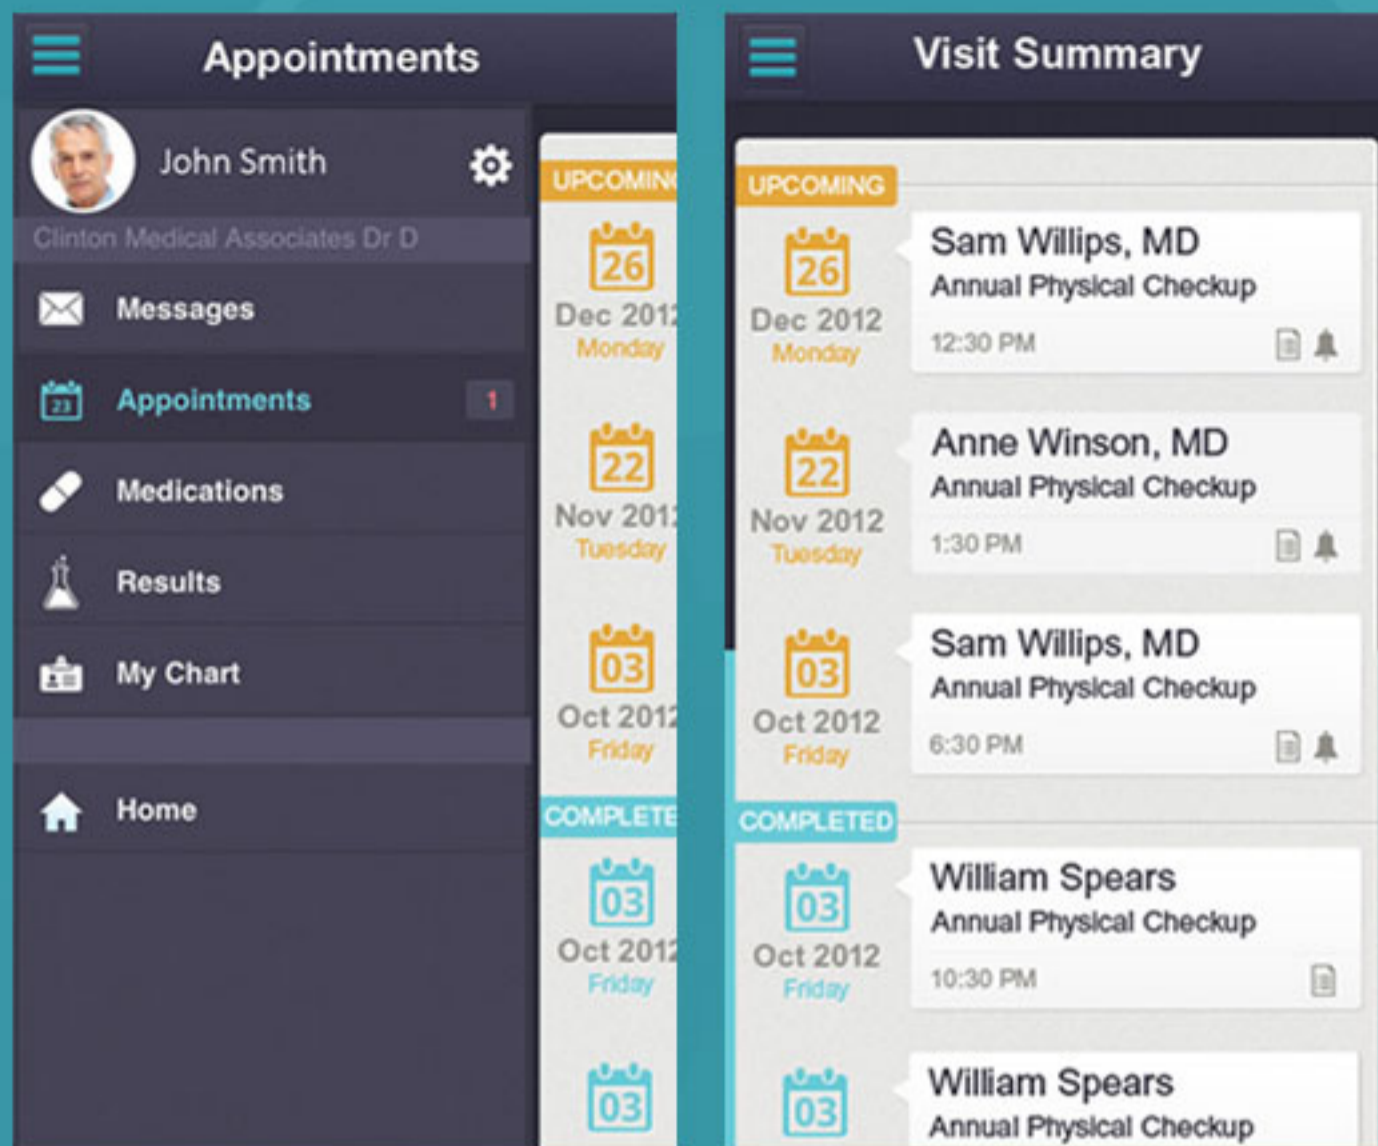 Appointments
John Smith
Clinton Medical Associates Dr D
Messages
23
Appointments
1
Medications
Results
My Chart
Home
UPCOMING
26
Dec 2012
Monday
22
Nov 201
Tuesday
03
Oct 2012
Friday
COMPLETE
03
Oct 2012
Friday
03
Visit Summary
UPCOMING
26
Dec 2012
Monday
Sam Willips, MD
Annual Physical Checkup
12:30 PM
22
Nov 2012
Tuesday
Anne Winson, MD
Annual Physical Checkup
1:30 PM
03
Oct 2012
Friday
Sam Willips, MD
Annual Physical Checkup
6:30 PM
COMPLETED
03
Oct 2012
Friday
William Spears
Annual Physical Checkup
10:30 PM
03
William Spears
Annual Physical Checkup